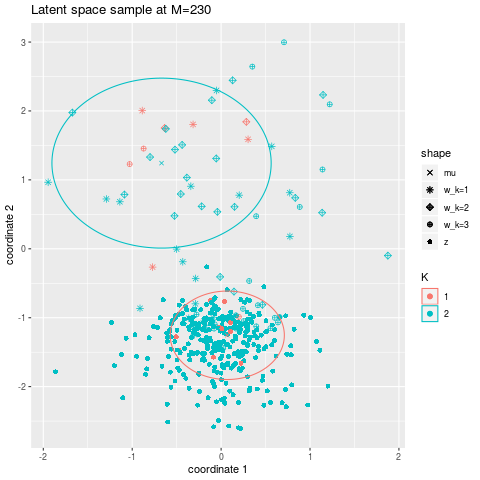 Latent space sample at M=230
3
2
1
0
-1
-2
coordinate 2
-2
-1
0
1
2
coordinate 1
shape
mu
w_k=1
w_k=2
w_k=3
z
K
1
2